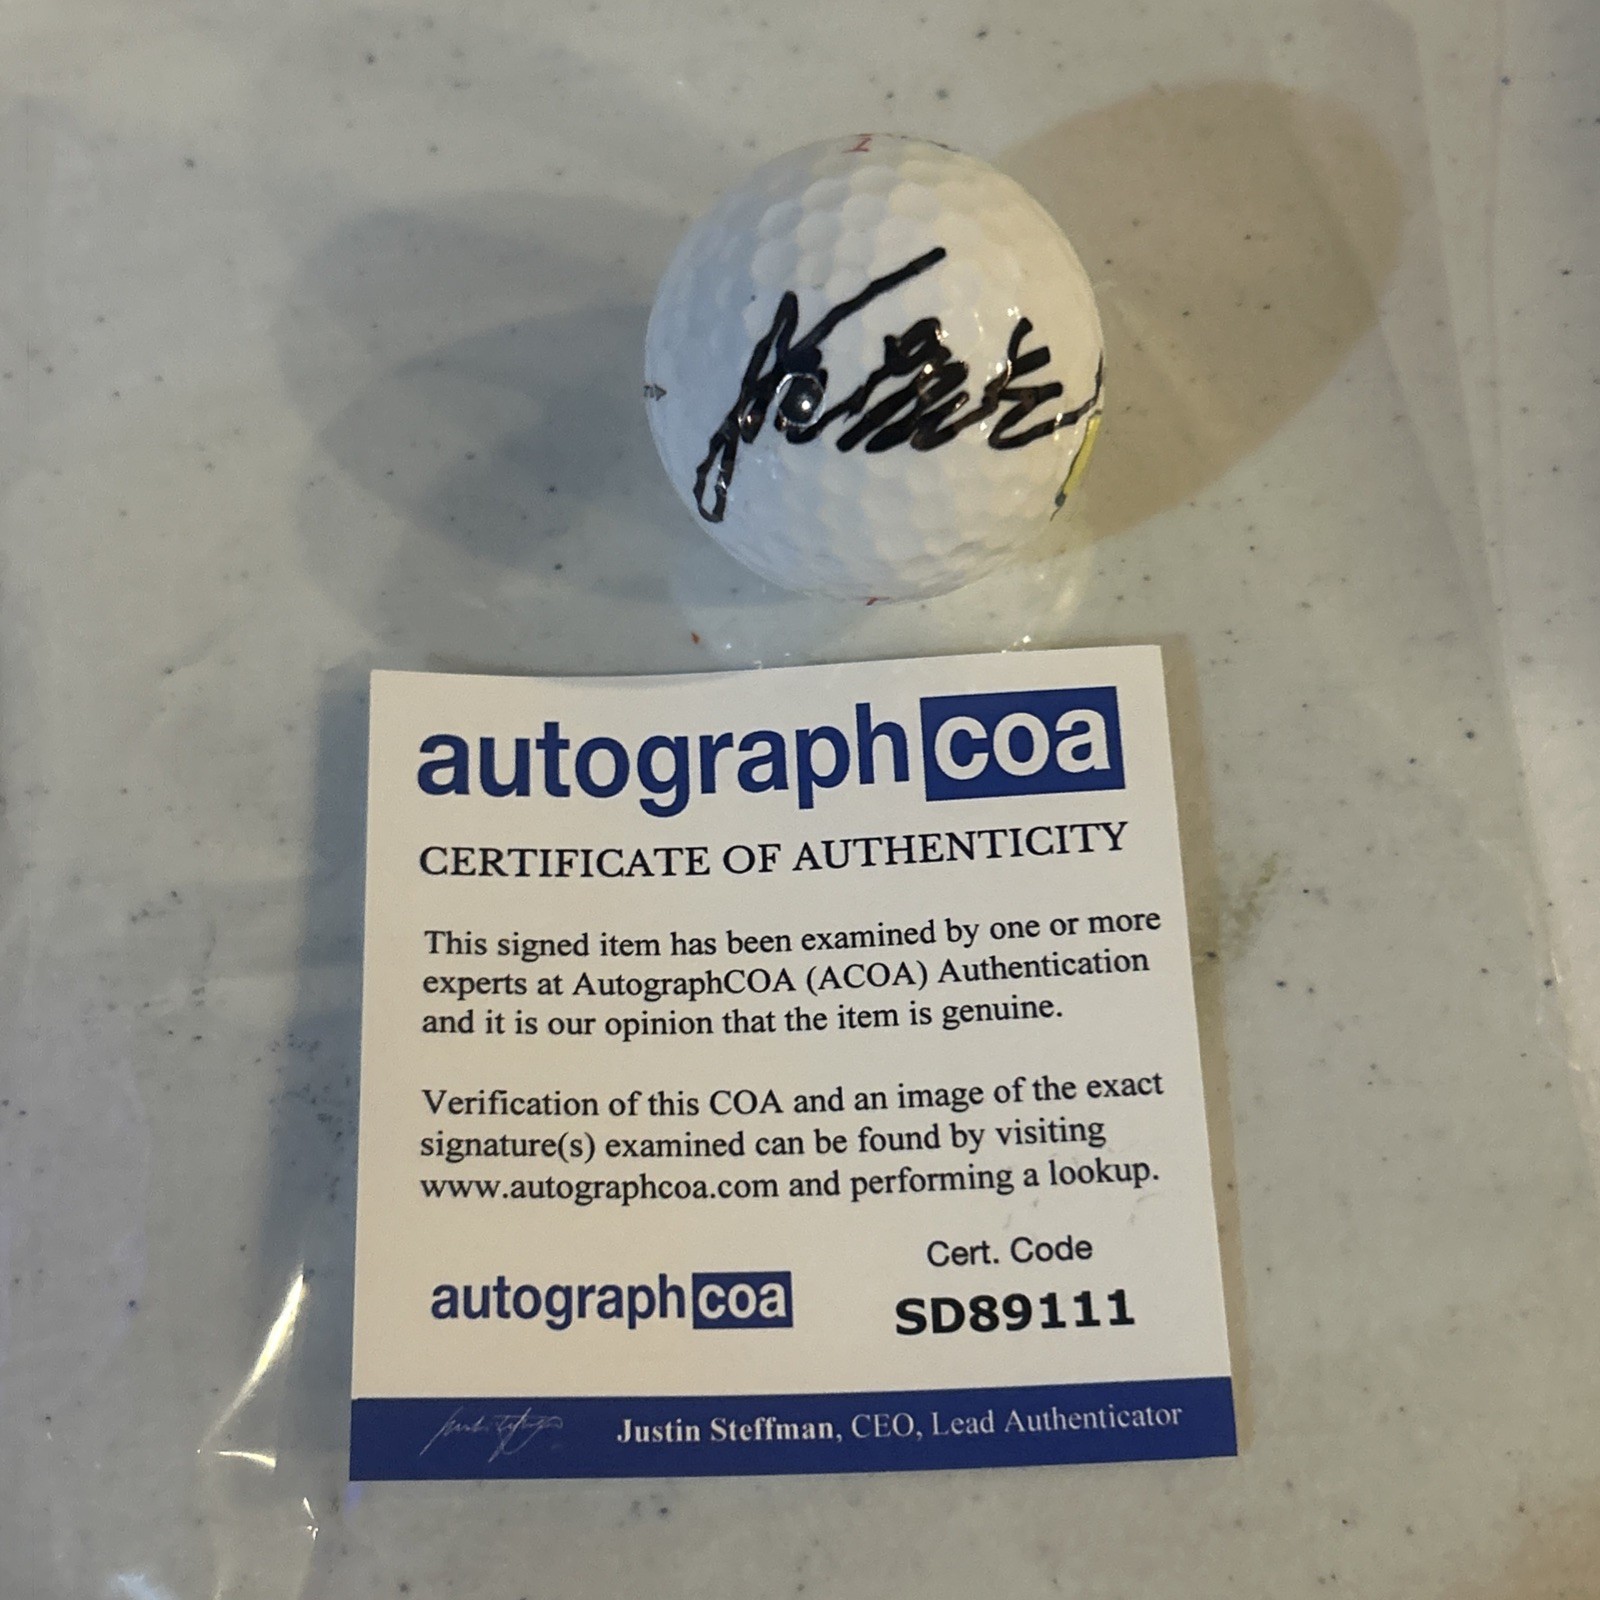 1
autographcoa
CERTIFICATE OF AUTHENTICITY
This signed item has been examined by one or more
experts at AutographCOA (ACOA) Authentication
and it is our opinion that the item is genuine.
Verification of this COA and an image of the exact
signature(s) examined can be found by visiting
www.autographcoa.com and performing a lookup.
Cert. Code
autographcoa SD89111
Justin Steffman, CEO, Lead Authenticator